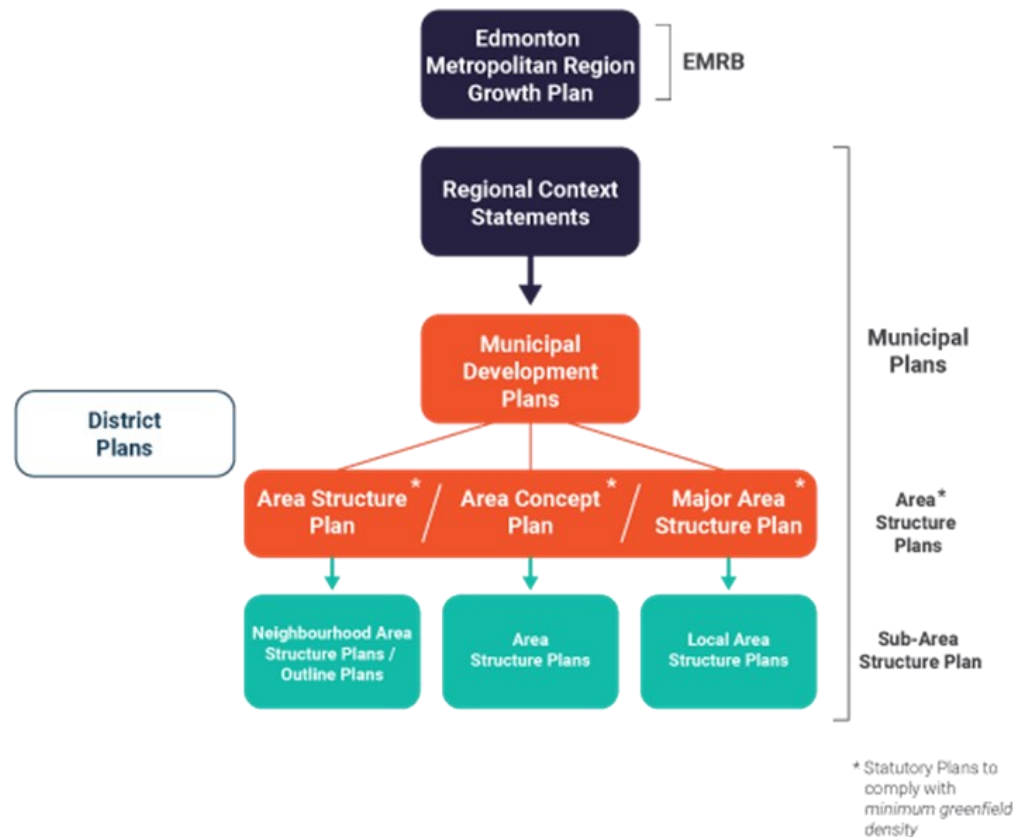 Edmonton
Metropolitan Region
Growth Plan
EMRB
Regional Context
Statements
Municipal
Development
Plans
Municipal
Plans
District
Plans
Area Structure *
Plan
/
Area Concept *
Plan
/
Major Area *
Structure Plan
Area*
Structure
Plans
Neighbourhood Area
Structure Plans /
Outline Plans
Area
Structure Plans
Local Area
Structure Plans
Sub-Area
Structure Plan
* Statutory Plans to
comply with
minimum greenfield
density